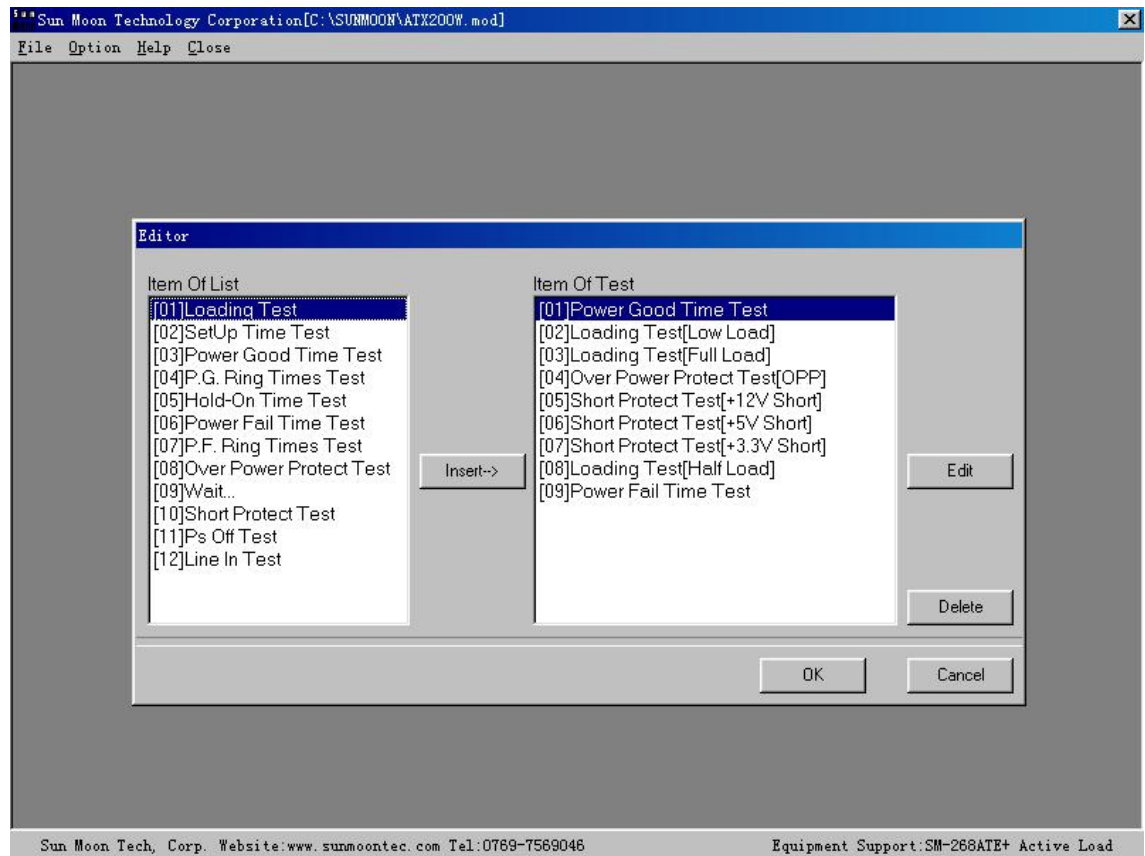 Sun Moon Technology Corporation[C:\SUNMOON\ATX200W.mod]
File Option Help Close
Editor
Item Of List
[01]Loading Test
[02]SetUp Time Test
[03]Power Good Time Test
[04]P.G. Ring Times Test
[05]Hold-On Time Test
[06]Power Fail Time Test
[07]P.F. Ring Times Test
[08]Over Power Protect Test
[09]Wait...
[10]Short Protect Test
[11]Ps Off Test
[12]Line In Test
Insert-->
Item Of Test
[01]Power Good Time Test
[02]Loading Test[Low Load]
[03]Loading Test[Full Load]
[04]Over Power Protect Test[OPP]
[05]Short Protect Test[+12V Short]
[06]Short Protect Test[+5V Short]
[07]Short Protect Test[+3.3V Short]
[08]Loading Test[Half Load]
[09]Power Fail Time Test
Edit
Delete
OK
Cancel
Sun Moon Tech, Corp. Website:www.sunmoontec.com Tel:0769-7569046
Equipment Support:SM-268ATE+ Active Load